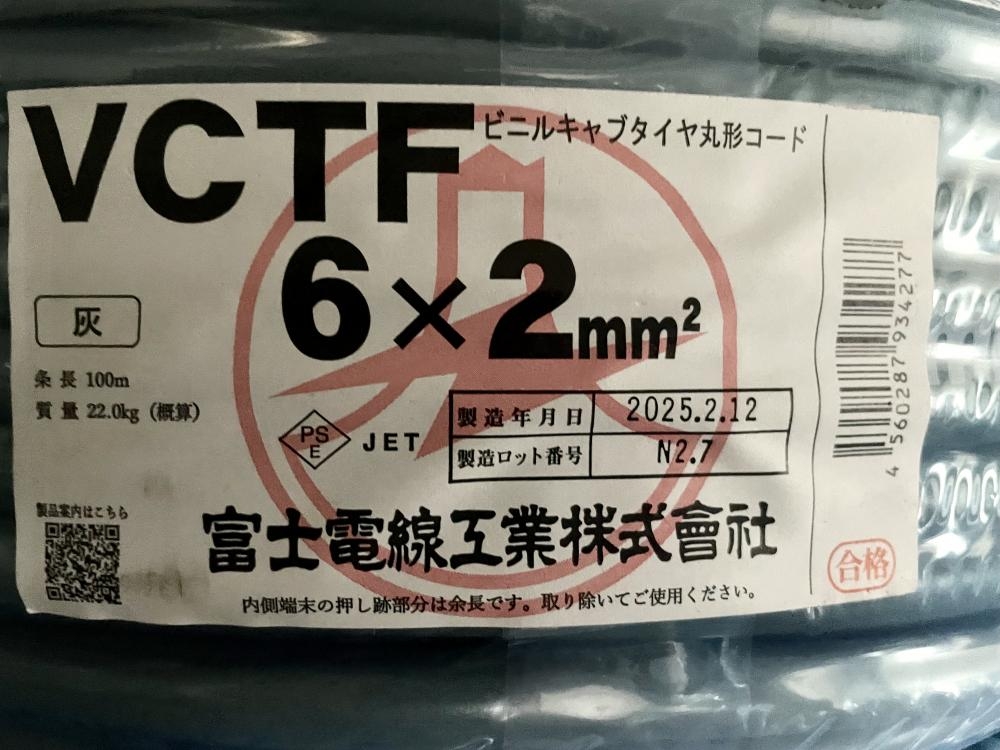 VCTF
ビニルキャブタイヤ丸形コード
6×2mm²
灰
条長 100m
質量 22.0kg（概算）
PS
E
JET
製造年月日 2025.2.12
製造ロット番号 N2.7
製品案内はこちら
富士電線工業株式會社
内側端末の押し跡部分は余長です。取り除いてご使用ください。
4 560287 934277
合格